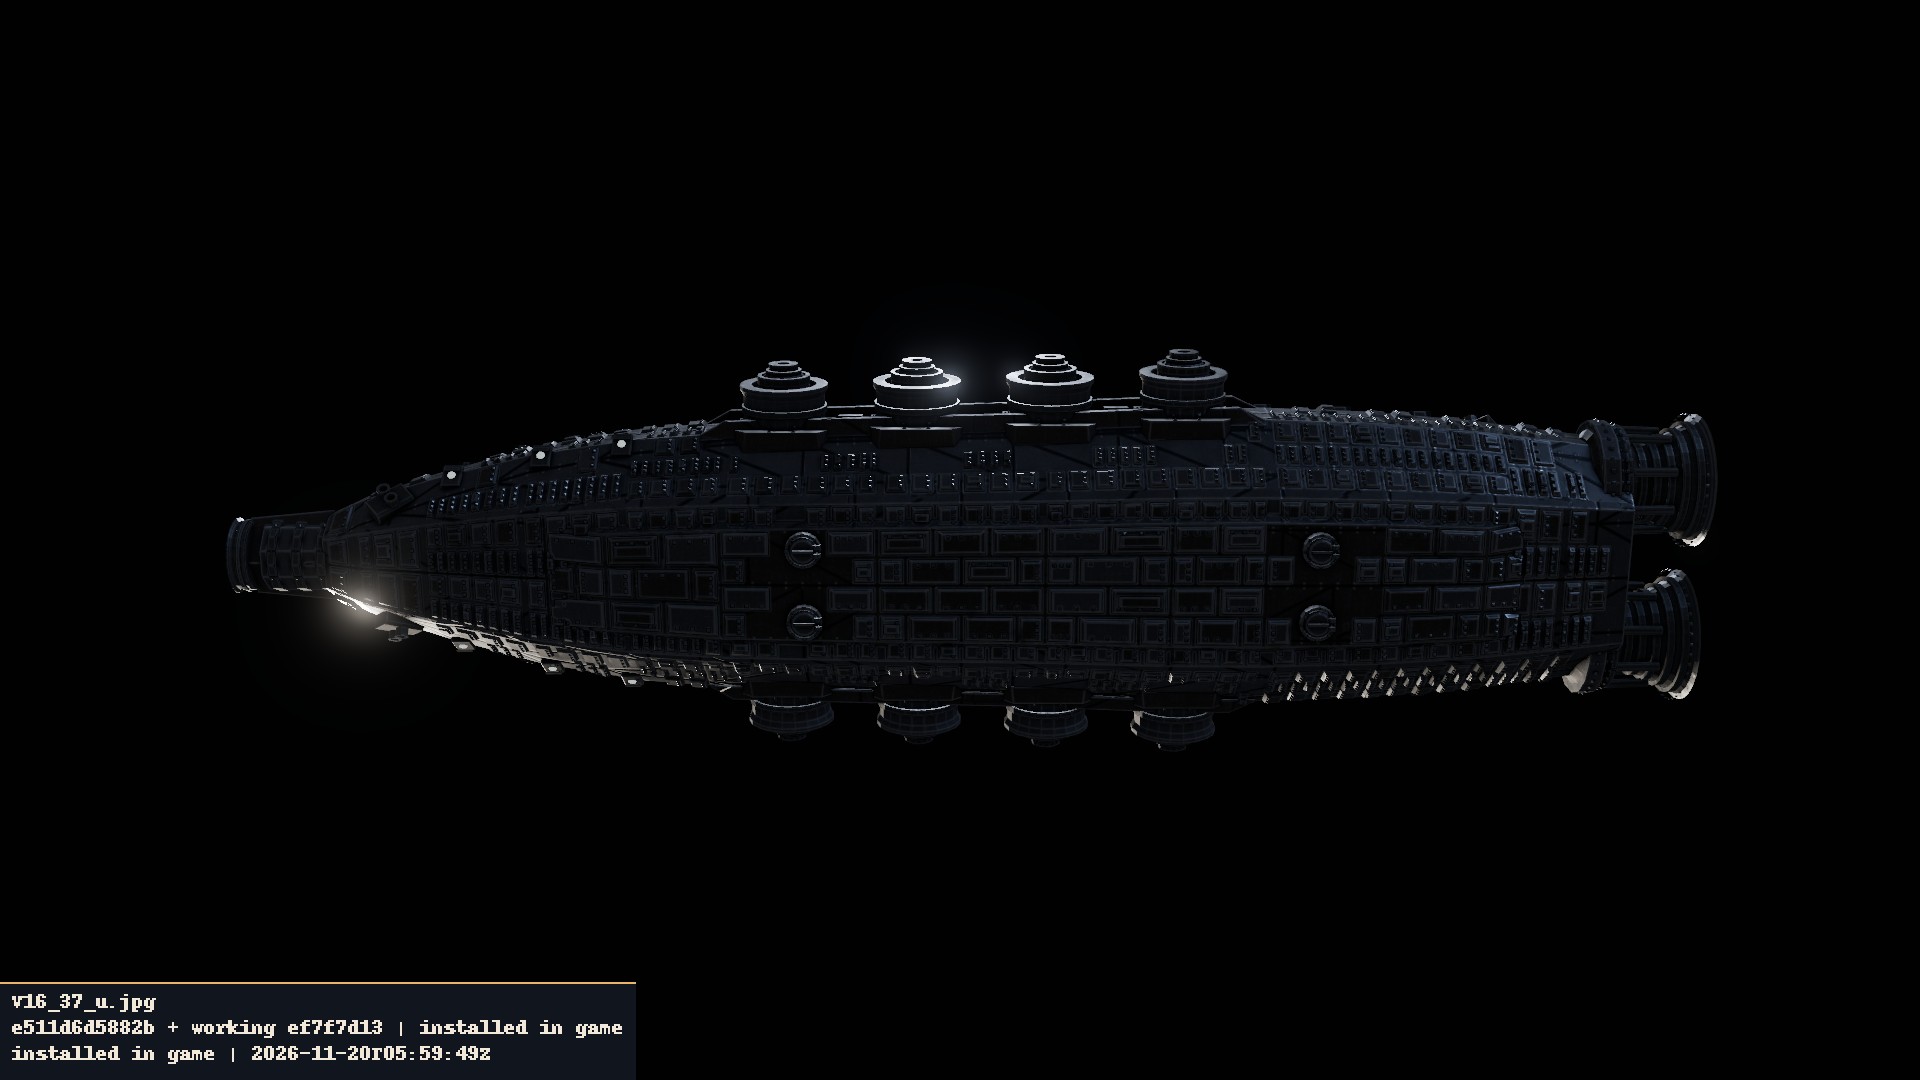 v16_37_u.jpg
e511d6d5882b + working ef7f7d13 | installed in game
installed in game | 2026-11-20T05:59:49Z